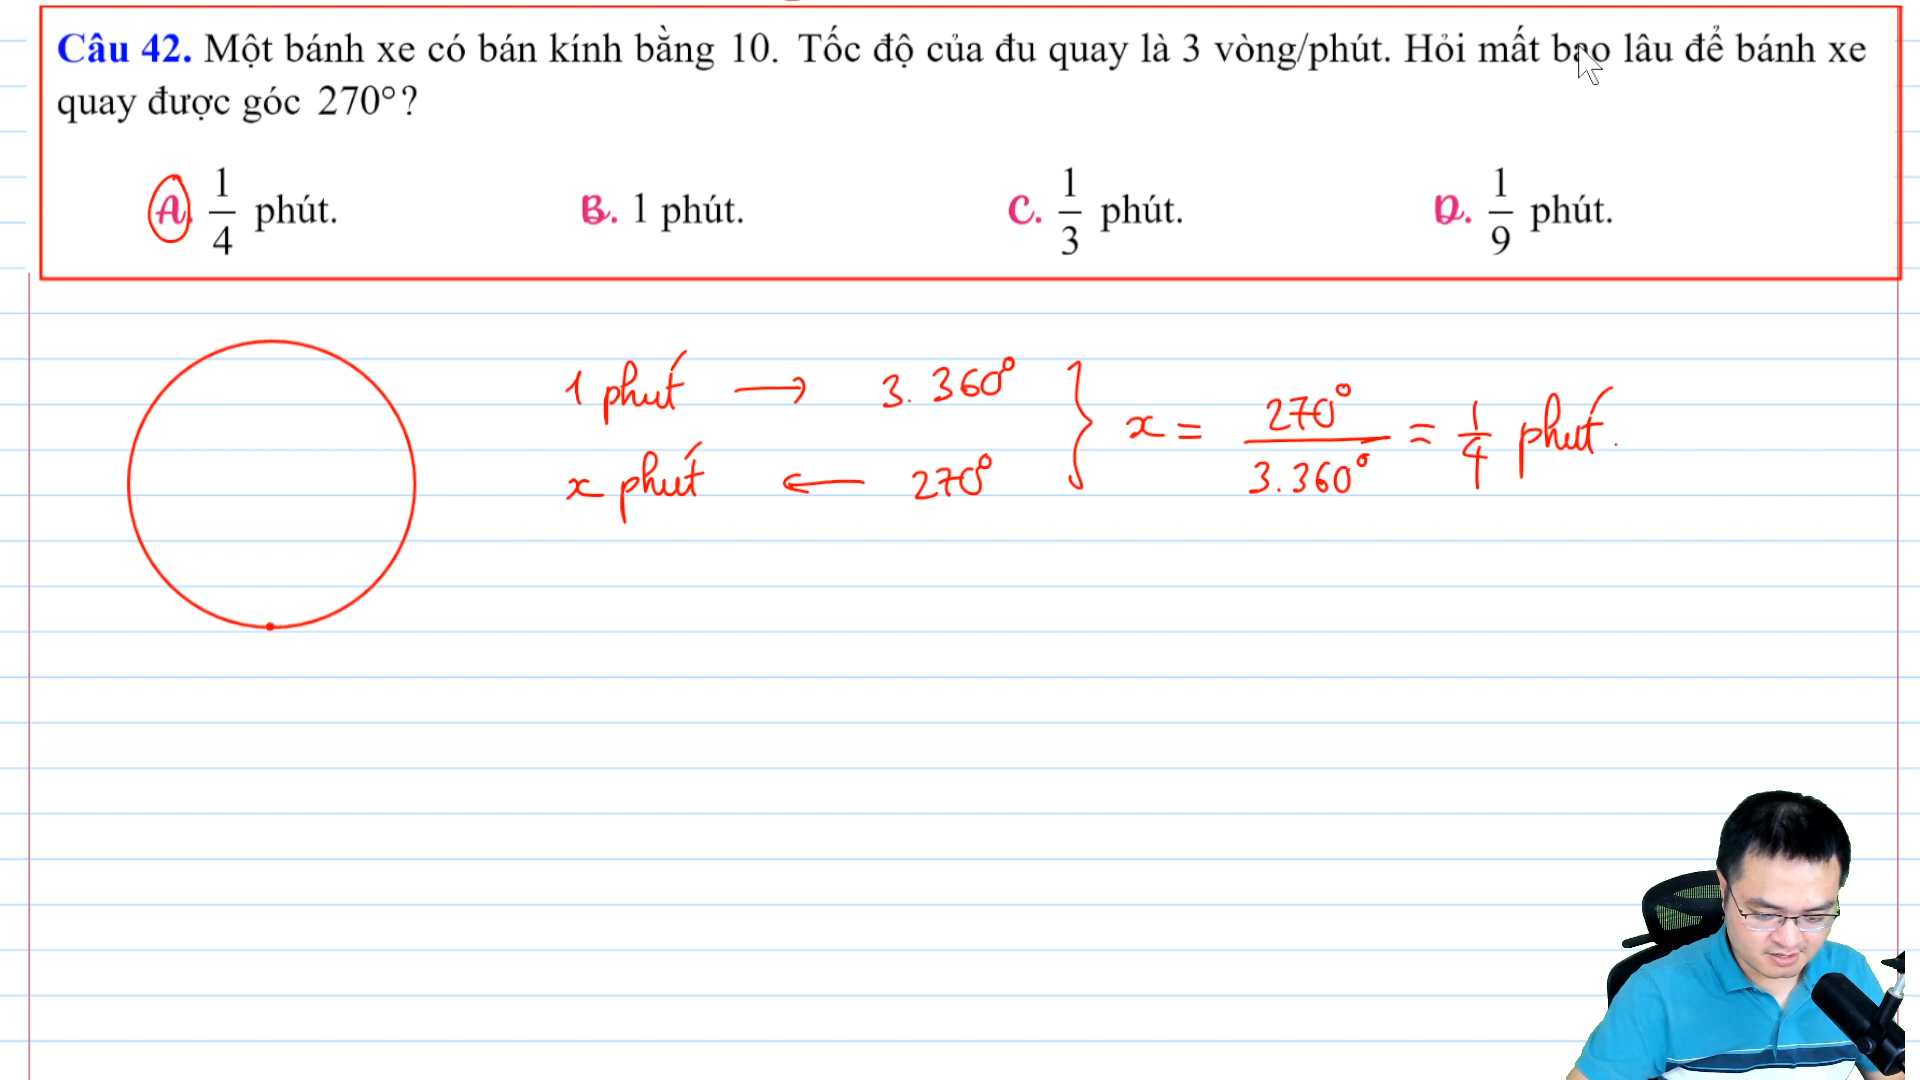 Câu 42. Một bánh xe có bán kính bằng 10. Tốc độ của đu quay là 3 vòng/phút. Hỏi mất bao lâu để bánh xe
quay được góc 270°?
A. 1/4 phút. B. 1 phút. C. 1/3 phút. D. 1/9 phút.
1 phút → 3.360°
x phút ← 270°
} x = 270°/3.360° = 1/4 phút.